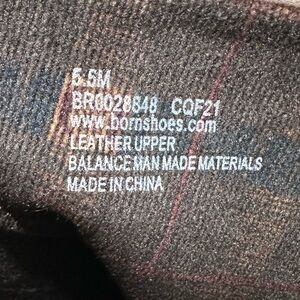 5.5M
BR0028848 CQF21
www.bornshoes.com
LEATHER UPPER
BALANCE MAN MADE MATERIALS
MADE IN CHINA